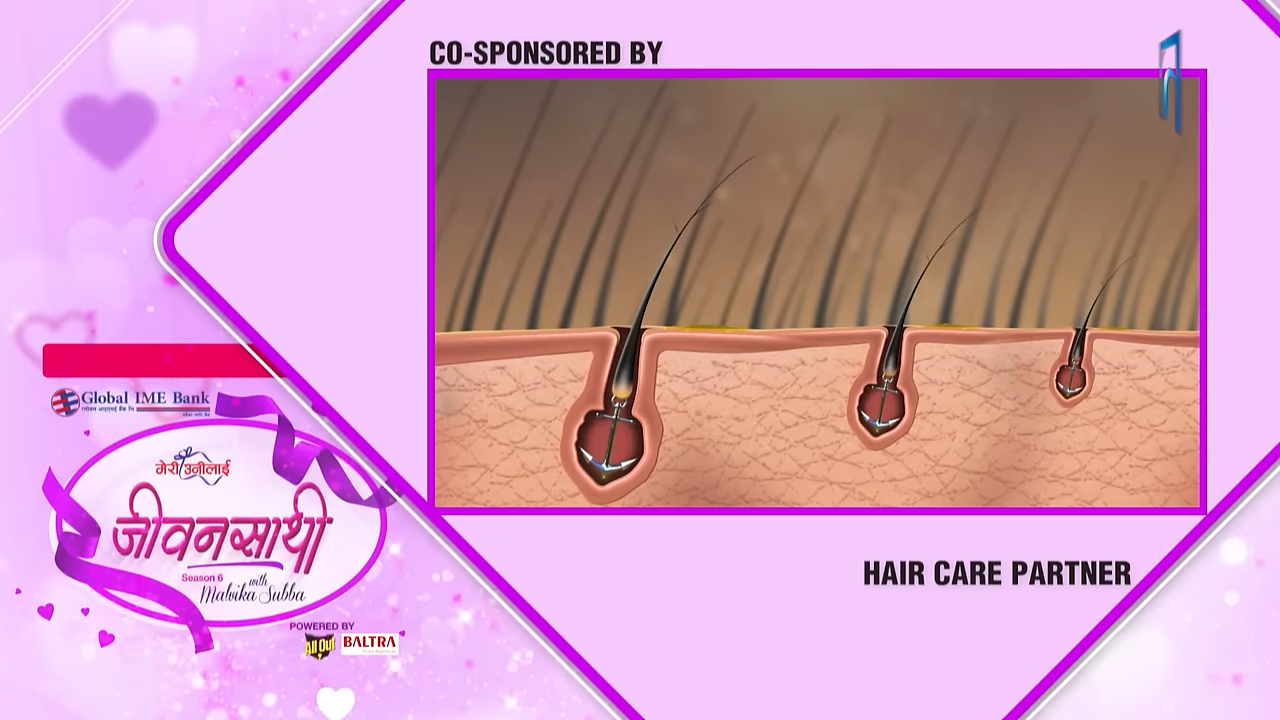 CO-SPONSORED BY
Global IME Bank
मेरी उनीलाई
जीवनसाथी
Season 6
with
Malvika Subba
POWERED BY
All Out
BALTRA
HAIR CARE PARTNER